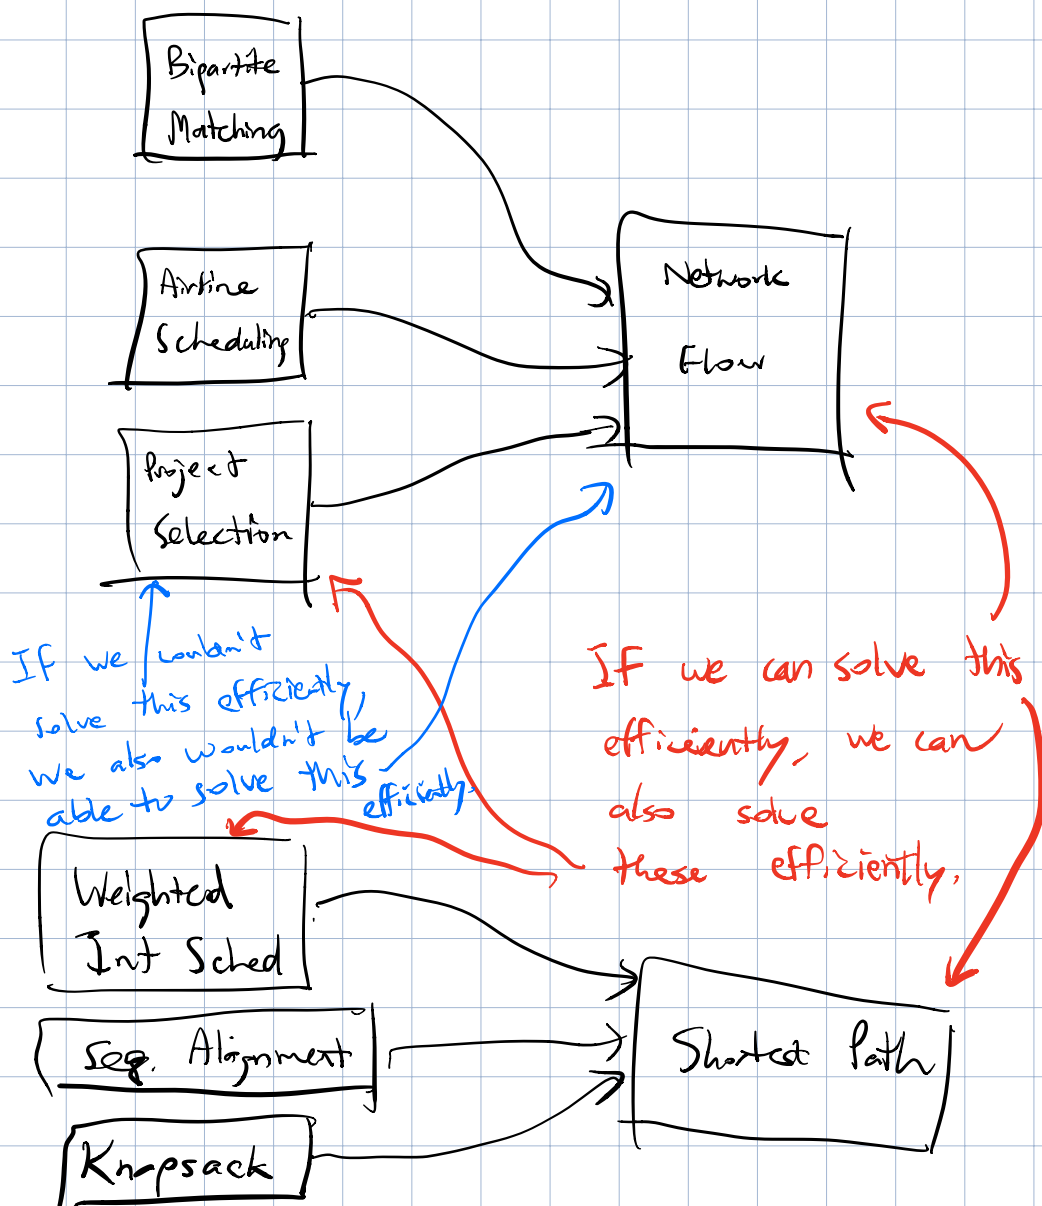 Bipartite
Matching
Airline
Scheduling
Network
Flow
Project
Selection
If we couldn't
solve this efficiently,
we also wouldn't be
able to solve this
efficiently.
If we can solve this
efficiently, we can
also solve
these efficiently.
Weighted
Int Sched
Seq. Alignment
Shortest Path
Knapsack